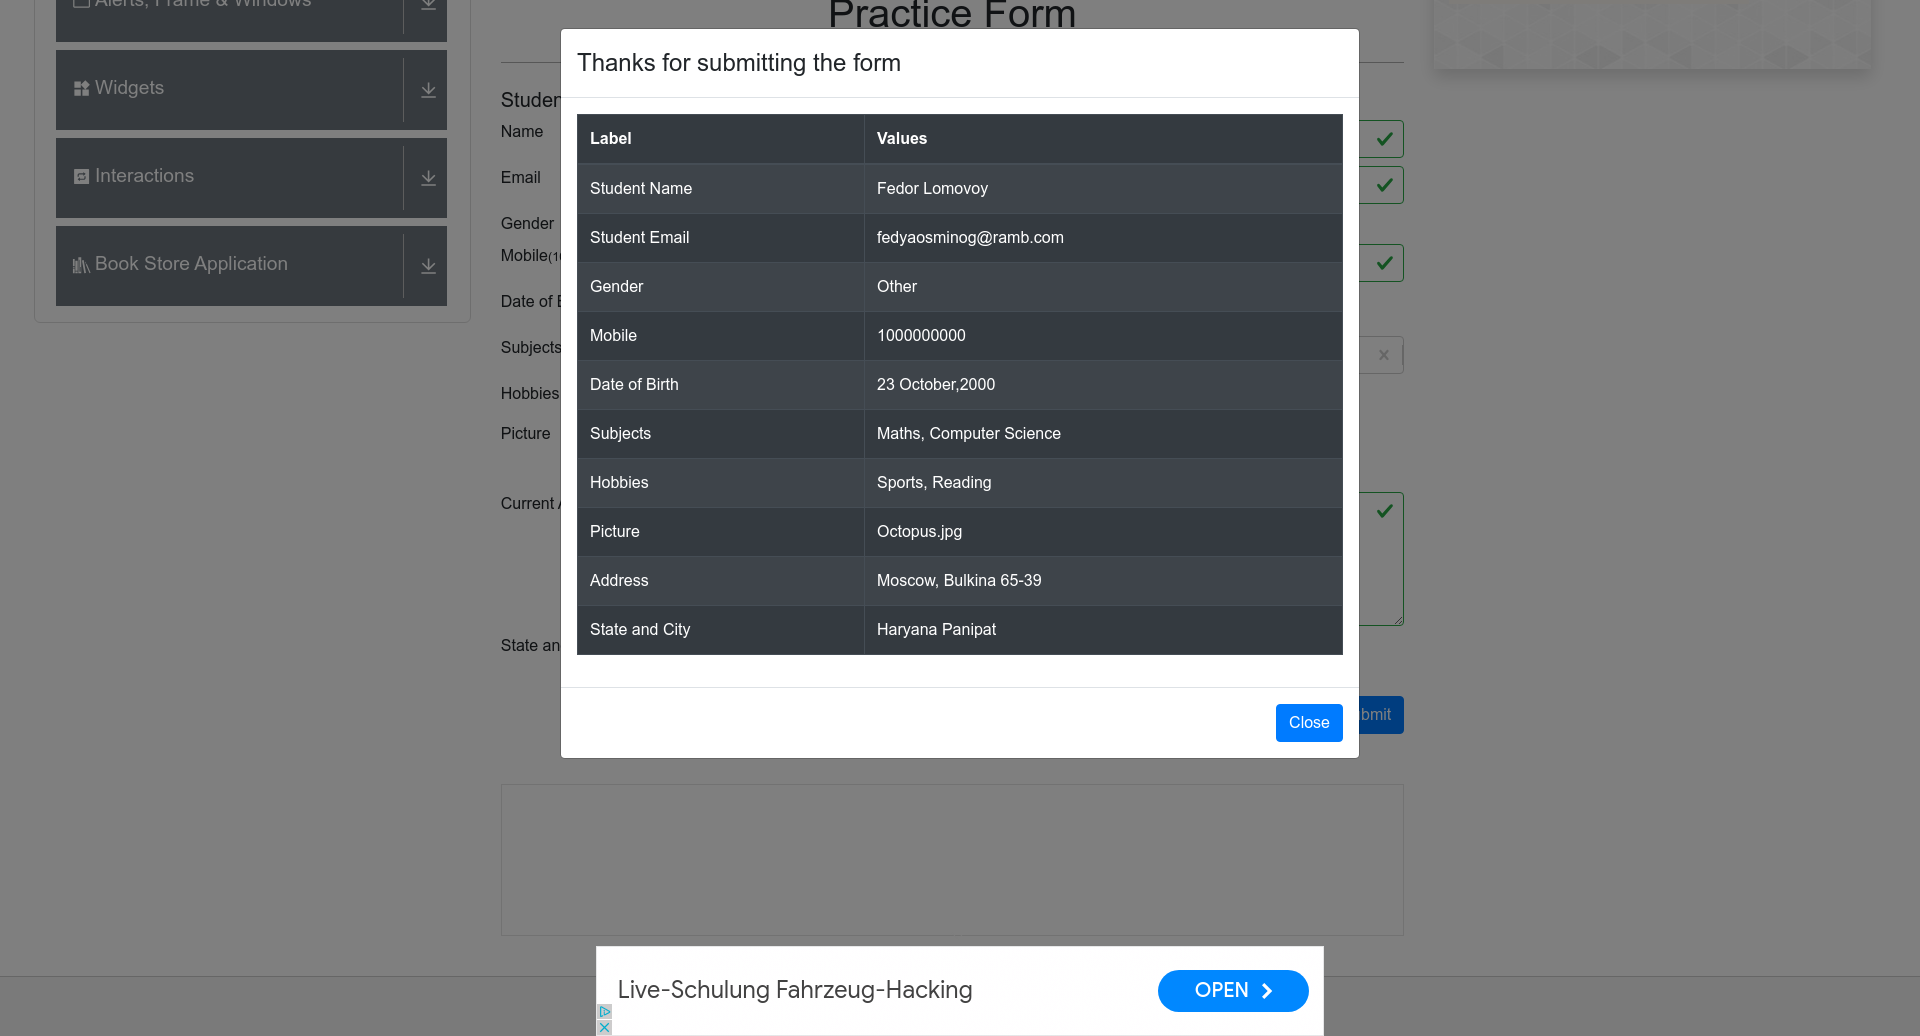 Alerts, Frame & Windows
Widgets
Interactions
Book Store Application
Practice Form
Studen
Name
Email
Gender
Mobile(10
Date of B
Subjects
Hobbies
Picture
Current A
State an
Thanks for submitting the form
Label Values
Student Name Fedor Lomovoy
Student Email fedyaosminog@ramb.com
Gender Other
Mobile 1000000000
Date of Birth 23 October,2000
Subjects Maths, Computer Science
Hobbies Sports, Reading
Picture Octopus.jpg
Address Moscow, Bulkina 65-39
State and City Haryana Panipat
Close
bmit
Live-Schulung Fahrzeug-Hacking
OPEN